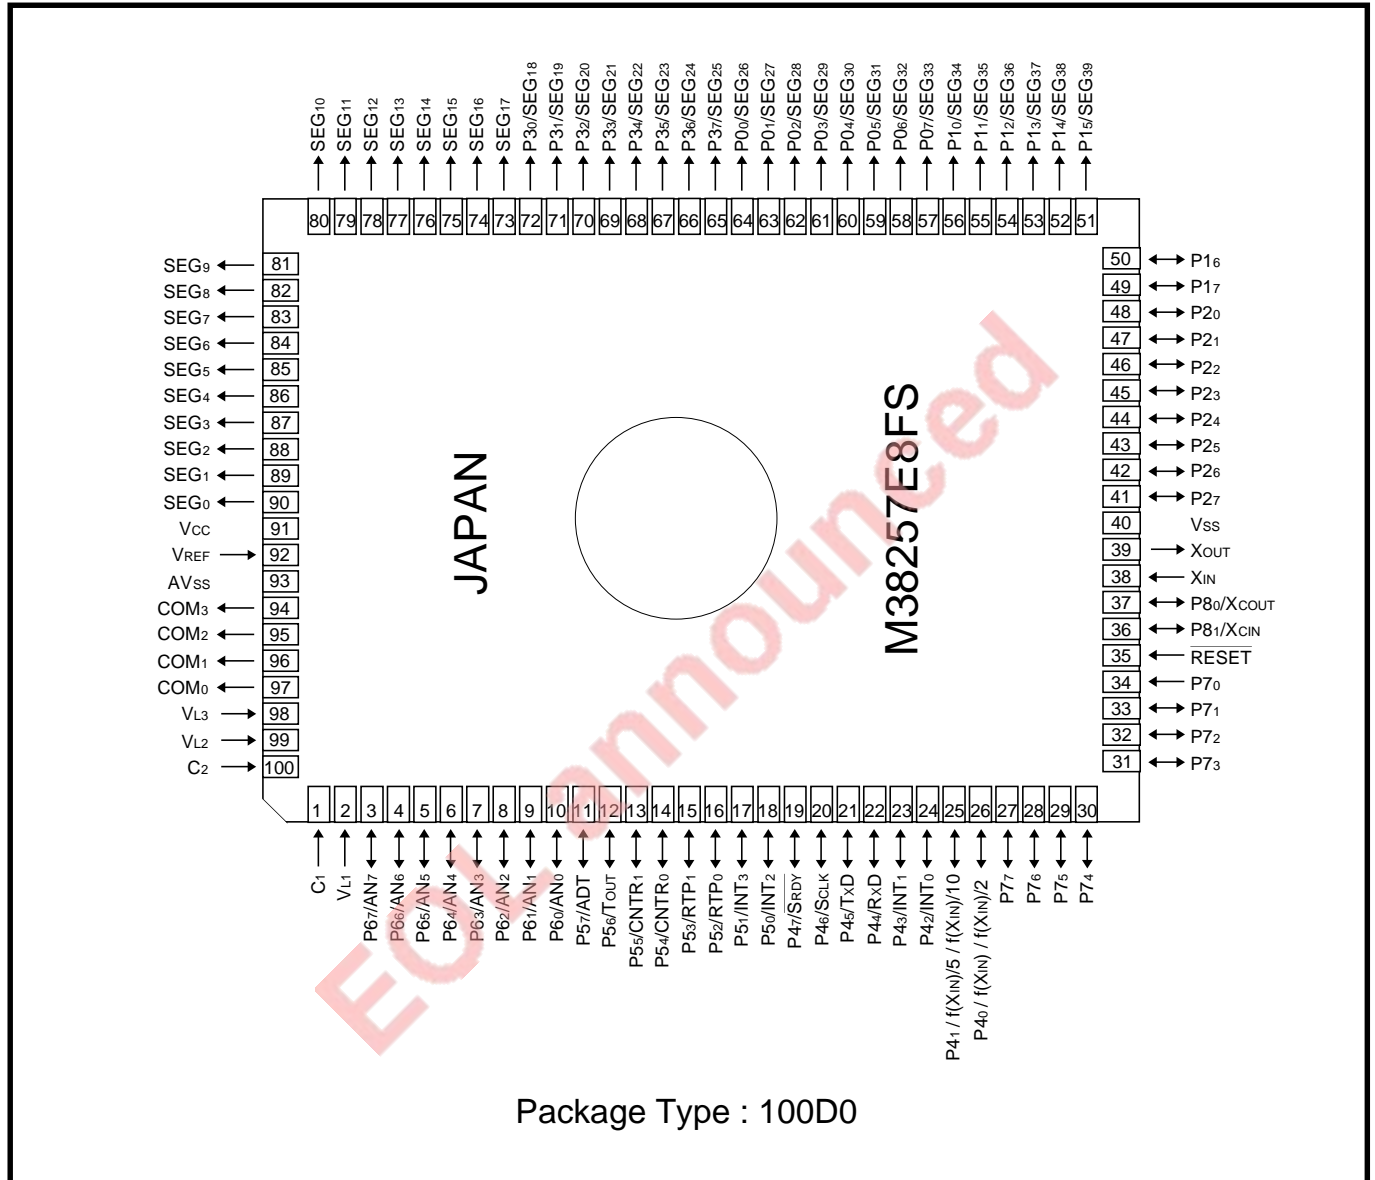 SEG10
SEG11
SEG12
SEG13
SEG14
SEG15
SEG16
SEG17
P30/SEG18
P31/SEG19
P32/SEG20
P33/SEG21
P34/SEG22
P35/SEG23
P36/SEG24
P37/SEG25
P00/SEG26
P01/SEG27
P02/SEG28
P03/SEG29
P04/SEG30
P05/SEG31
P06/SEG32
P07/SEG33
P10/SEG34
P11/SEG35
P12/SEG36
P13/SEG37
P14/SEG38
P15/SEG39
80 79 78 77 76 75 74 73 72 71 70 69 68 67 66 65 64 63 62 61 60 59 58 57 56 55 54 53 52 51
SEG9 81
SEG8 82
SEG7 83
SEG6 84
SEG5 85
SEG4 86
SEG3 87
SEG2 88
SEG1 89
SEG0 90
VCC 91
VREF 92
AVSS 93
COM3 94
COM2 95
COM1 96
COM0 97
VL3 98
VL2 99
C2 100
JAPAN
M38257E8FS
EOL announced
50 P16
49 P17
48 P20
47 P21
46 P22
45 P23
44 P24
43 P25
42 P26
41 P27
40 VSS
39 XOUT
38 XIN
37 P80/XCOUT
36 P81/XCIN
35 RESET
34 P70
33 P71
32 P72
31 P73
1 2 3 4 5 6 7 8 9 10 11 12 13 14 15 16 17 18 19 20 21 22 23 24 25 26 27 28 29 30
C1
VL1
P67/AN7
P66/AN6
P65/AN5
P64/AN4
P63/AN3
P62/AN2
P61/AN1
P60/AN0
P57/ADT
P56/TOUT
P55/CNTR1
P54/CNTR0
P53/RTP1
P52/RTP0
P51/INT3
P50/INT2
P47/SRDY
P46/SCLK
P45/TXD
P44/RXD
P43/INT1
P42/INT0
P41 / f(XIN)/5 / f(XIN)/10
P40 / f(XIN) / f(XIN)/2
P77
P76
P75
P74
Package Type : 100D0